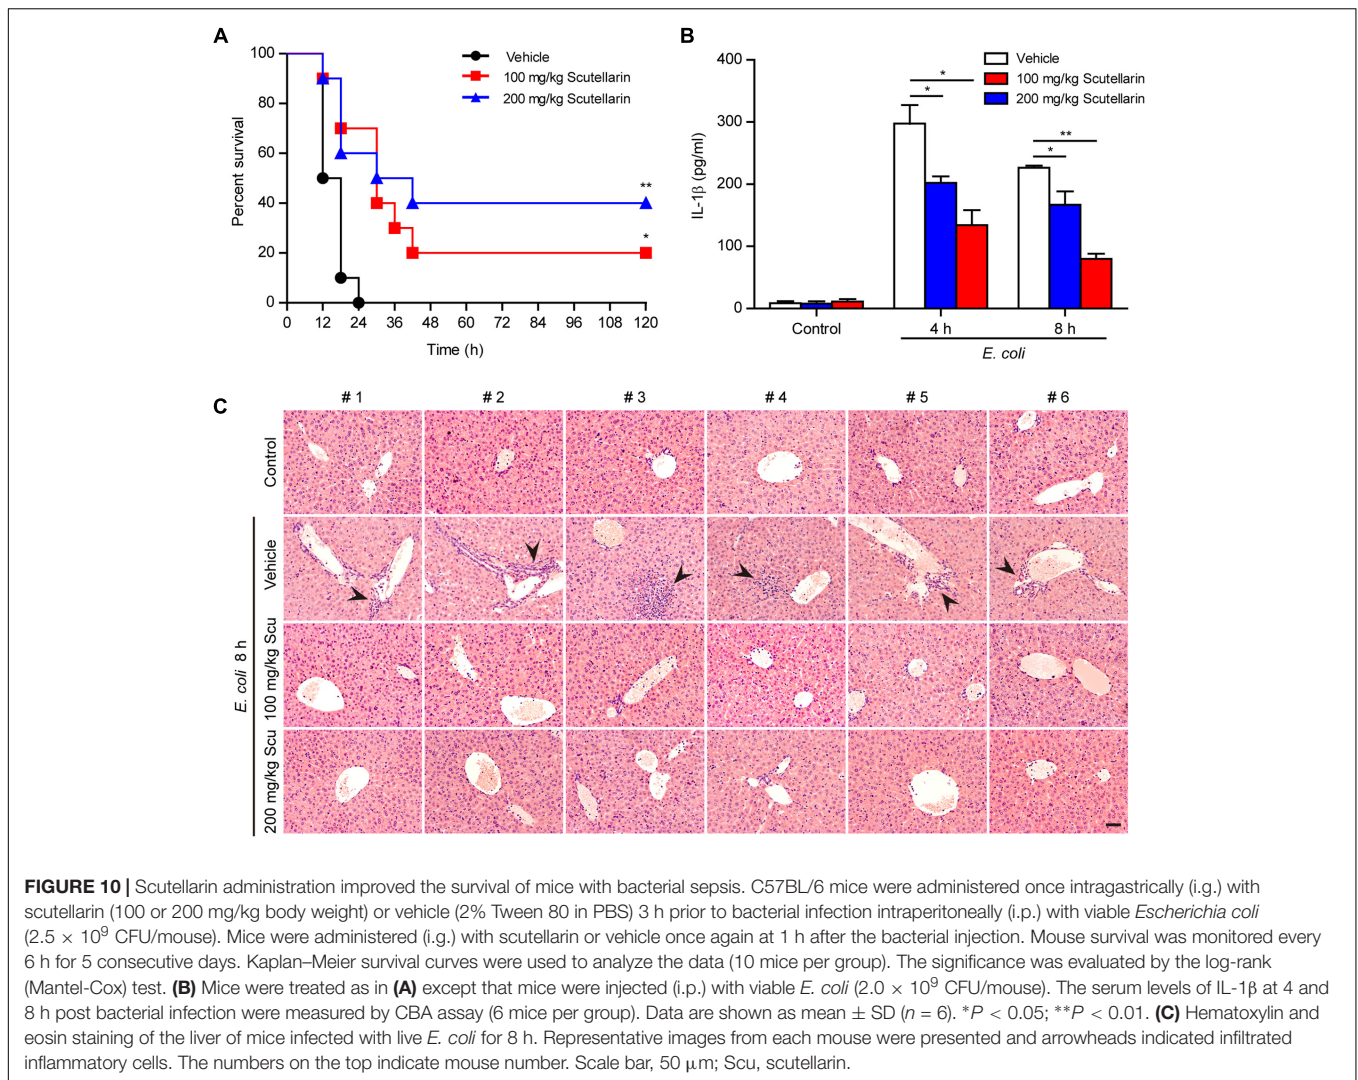 A
100
80
60
40
20
0
Percent survival
Vehicle
100 mg/kg Scutellarin
200 mg/kg Scutellarin
**
*
0 12 24 36 48 60 72 84 96 108 120
Time (h)
B
400
300
200
100
0
IL-1β (pg/ml)
Vehicle
100 mg/kg Scutellarin
200 mg/kg Scutellarin
*
*
**
*
Control 4 h 8 h
E. coli
C
# 1 # 2 # 3 # 4 # 5 # 6
Control
Vehicle
100 mg/kg Scu
200 mg/kg Scu
E. coli 8 h
FIGURE 10 | Scutellarin administration improved the survival of mice with bacterial sepsis. C57BL/6 mice were administered once intragastrically (i.g.) with
scutellarin (100 or 200 mg/kg body weight) or vehicle (2% Tween 80 in PBS) 3 h prior to bacterial infection intraperitoneally (i.p.) with viable Escherichia coli
(2.5 × 10⁹ CFU/mouse). Mice were administered (i.g.) with scutellarin or vehicle once again at 1 h after the bacterial injection. Mouse survival was monitored every
6 h for 5 consecutive days. Kaplan–Meier survival curves were used to analyze the data (10 mice per group). The significance was evaluated by the log-rank
(Mantel-Cox) test. (B) Mice were treated as in (A) except that mice were injected (i.p.) with viable E. coli (2.0 × 10⁹ CFU/mouse). The serum levels of IL-1β at 4 and
8 h post bacterial infection were measured by CBA assay (6 mice per group). Data are shown as mean ± SD (n = 6). *P < 0.05; **P < 0.01. (C) Hematoxylin and
eosin staining of the liver of mice infected with live E. coli for 8 h. Representative images from each mouse were presented and arrowheads indicated infiltrated
inflammatory cells. The numbers on the top indicate mouse number. Scale bar, 50 μm; Scu, scutellarin.